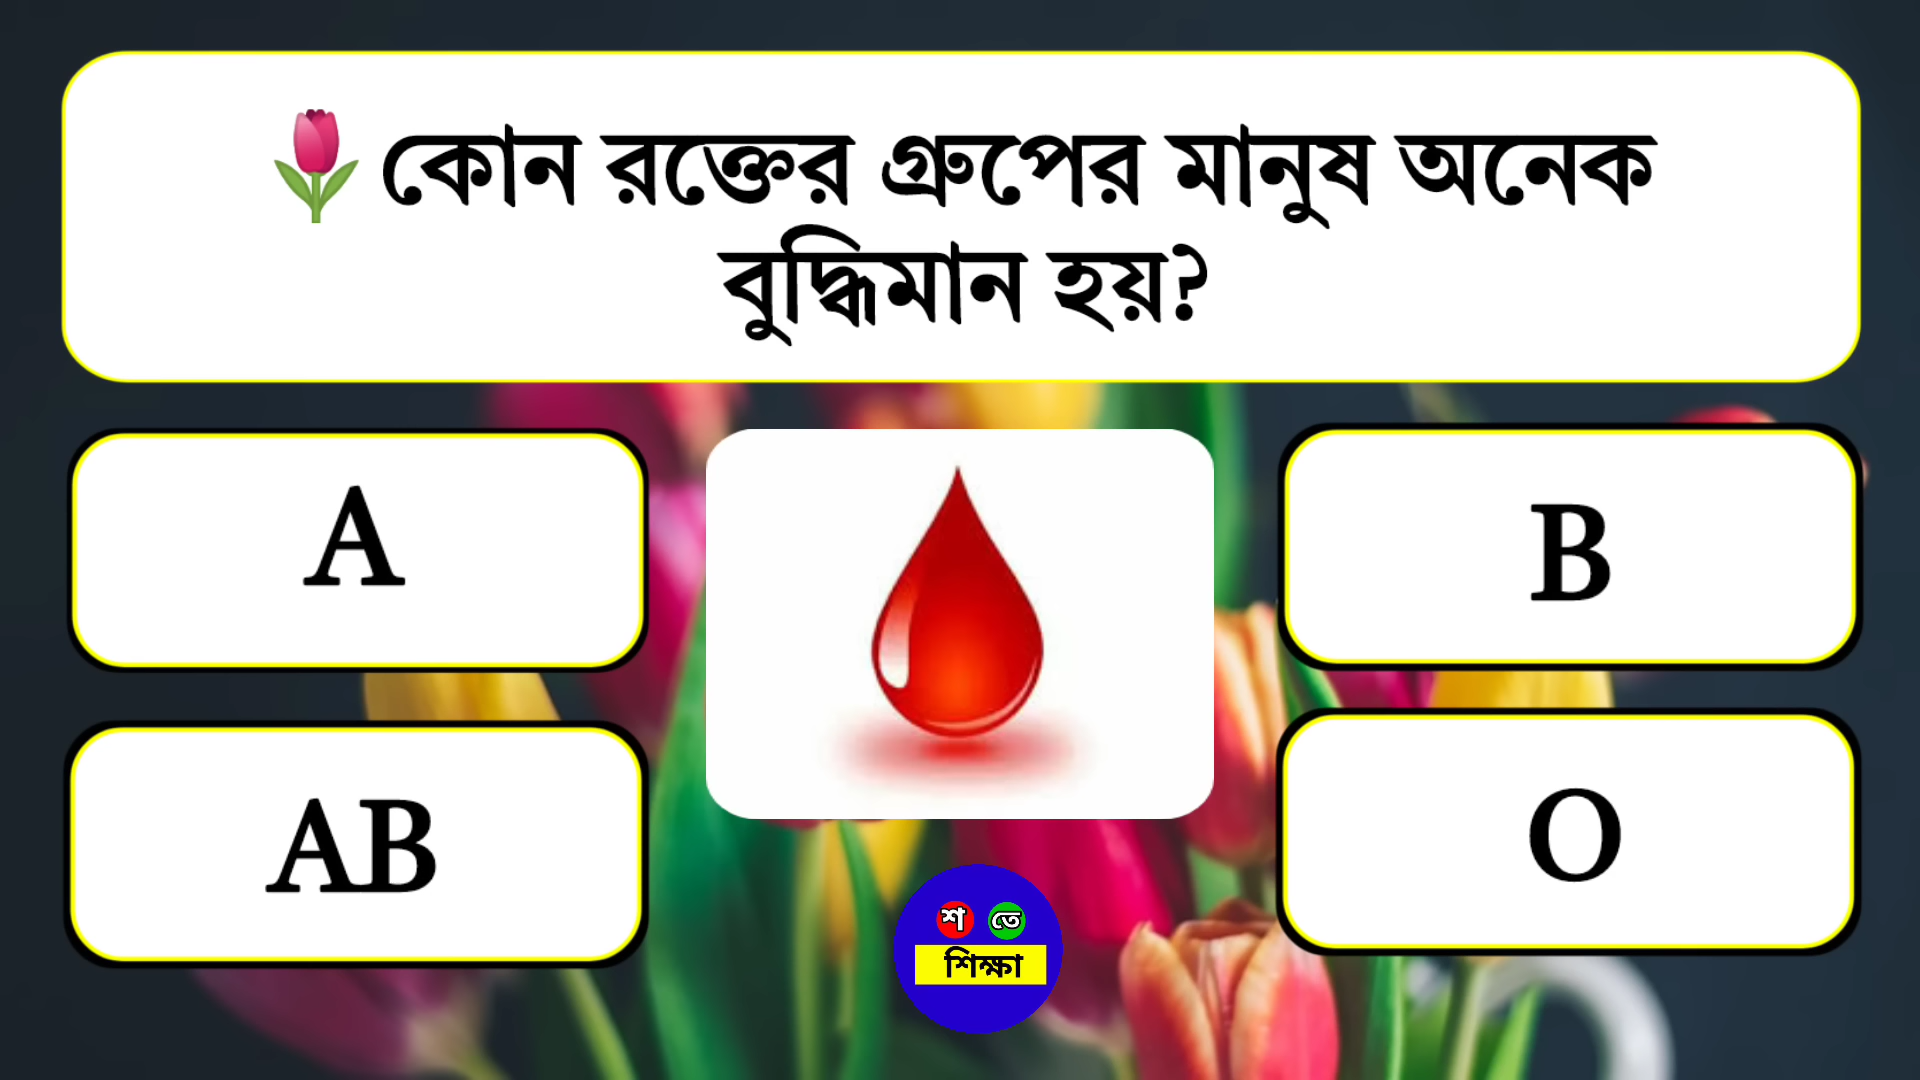 🌷কোন রক্তের গ্রুপের মানুষ অনেক
বুদ্ধিমান হয়?
A
B
AB
O
শ তে
শিক্ষা